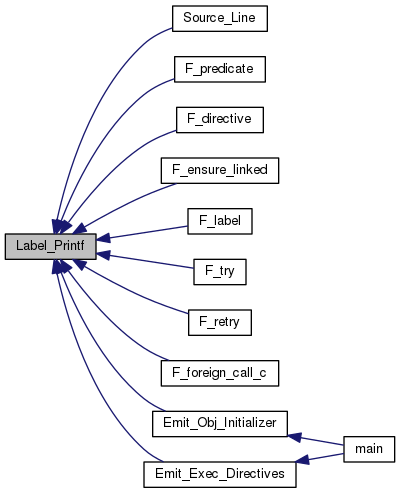 Source_Line
F_predicate
F_directive
F_ensure_linked
F_label
Label_Printf
F_try
F_retry
F_foreign_call_c
Emit_Obj_Initializer
main
Emit_Exec_Directives